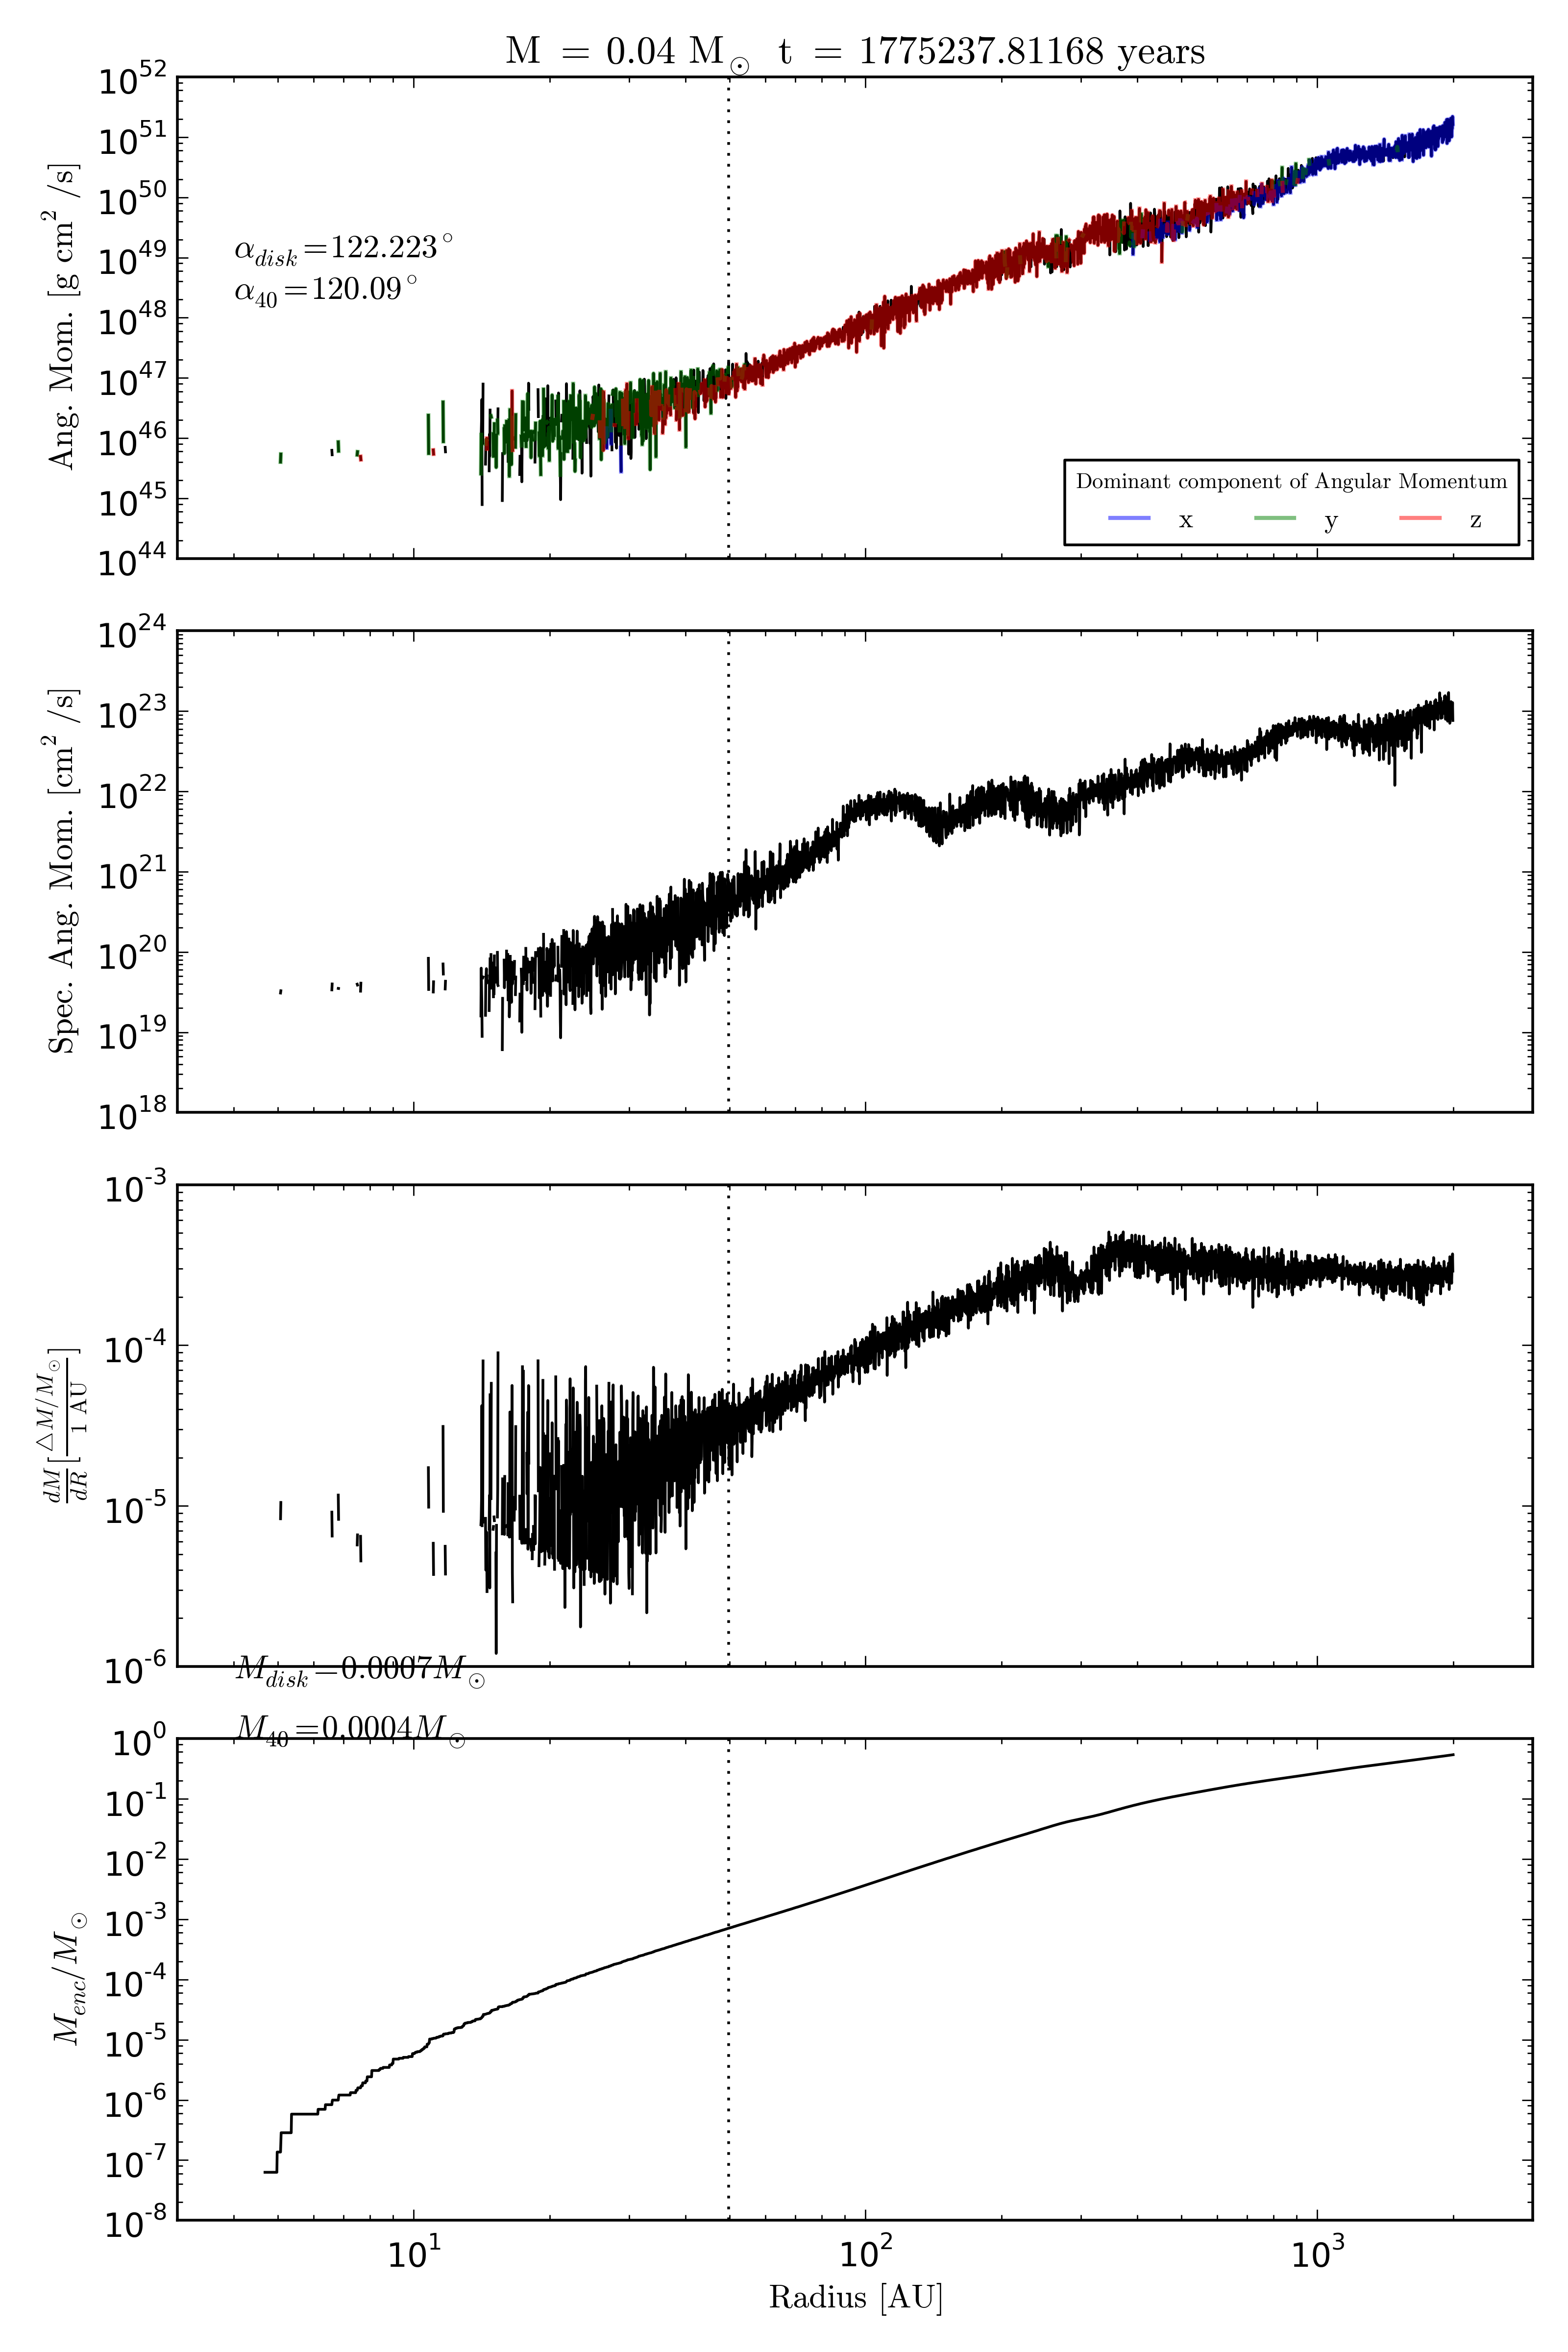 M = 0.04 M⊙ t = 1775237.81168 years
10^52
10^51
10^50
10^49
10^48
10^47
10^46
10^45
10^44
Ang. Mom. [g cm^2 /s]
α_disk=122.223°
α_40=120.09°
Dominant component of Angular Momentum
x y z
10^24
10^23
10^22
10^21
10^20
10^19
10^18
Spec. Ang. Mom. [cm^2 /s]
10^-3
10^-4
10^-5
10^-6
dM/dR [△M/M⊙ / 1 AU]
M_disk=0.0007M⊙
M_40=0.0004M⊙
10^0
10^-1
10^-2
10^-3
10^-4
10^-5
10^-6
10^-7
10^-8
M_enc/M⊙
10^1 10^2 10^3
Radius [AU]